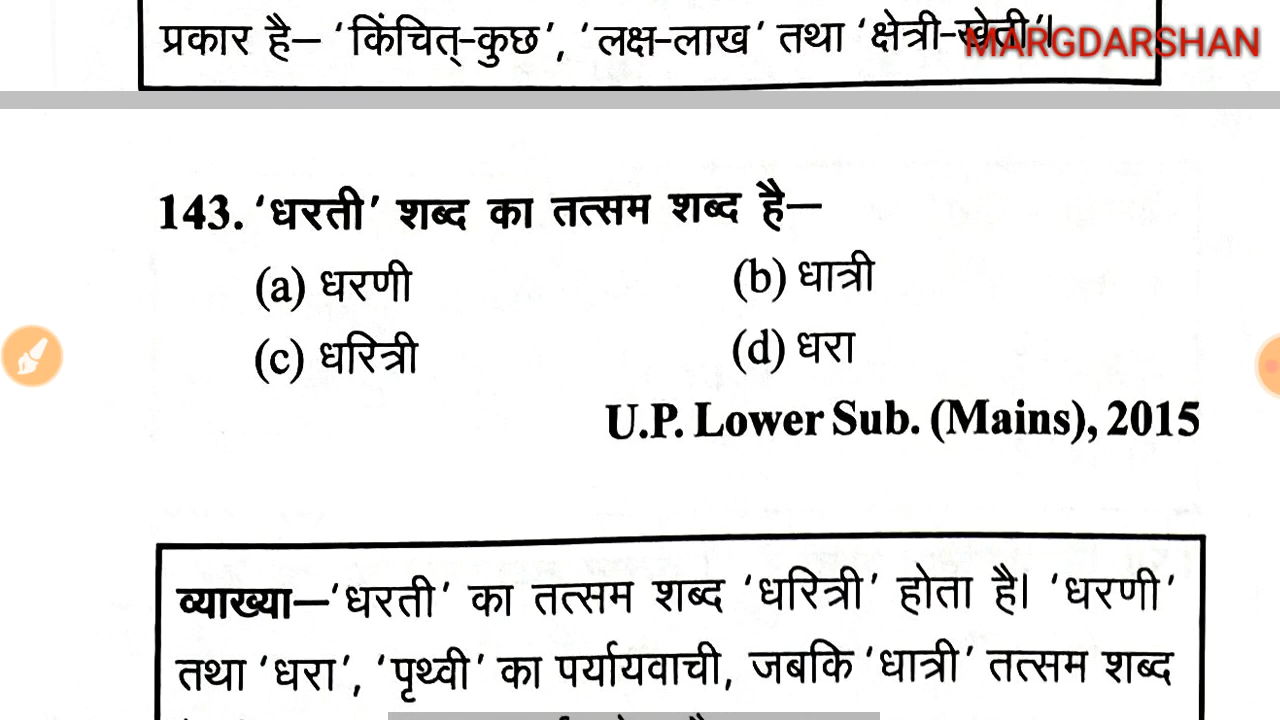 प्रकार है– ‘किंचित्-कुछ’, ‘लक्ष-लाख’ तथा ‘क्षेत्री-खेती’।
MARGDARSHAN
143. ‘धरती’ शब्द का तत्सम शब्द है–
(a) धरणी (b) धात्री
(c) धरित्री (d) धरा
U.P. Lower Sub. (Mains), 2015
व्याख्या–‘धरती’ का तत्सम शब्द ‘धरित्री’ होता है। ‘धरणी’
तथा ‘धरा’, ‘पृथ्वी’ का पर्यायवाची, जबकि ‘धात्री’ तत्सम शब्द